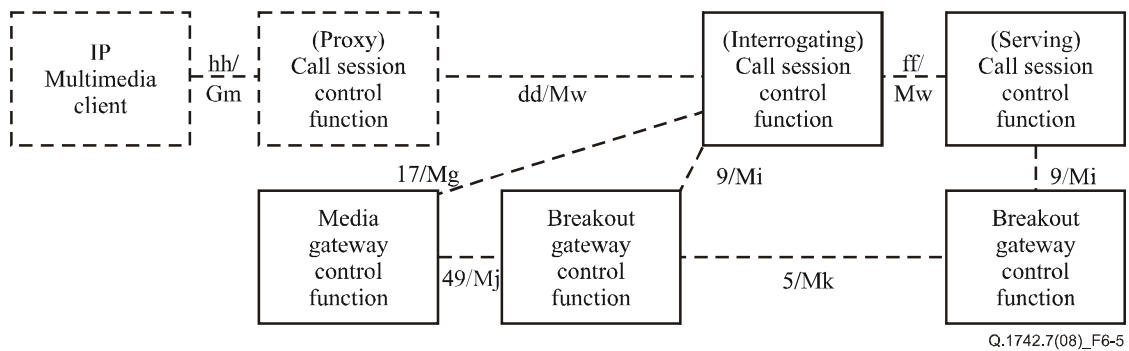 IP
Multimedia
client
hh/
Gm
(Proxy)
Call session
control
function
dd/Mw
(Interrogating)
Call session
control
function
ff/
Mw
(Serving)
Call session
control
function
17/Mg
9/Mi
9/Mi
Media
gateway
control
function
49/Mj
Breakout
gateway
control
function
5/Mk
Breakout
gateway
control
function
Q.1742.7(08)_F6-5